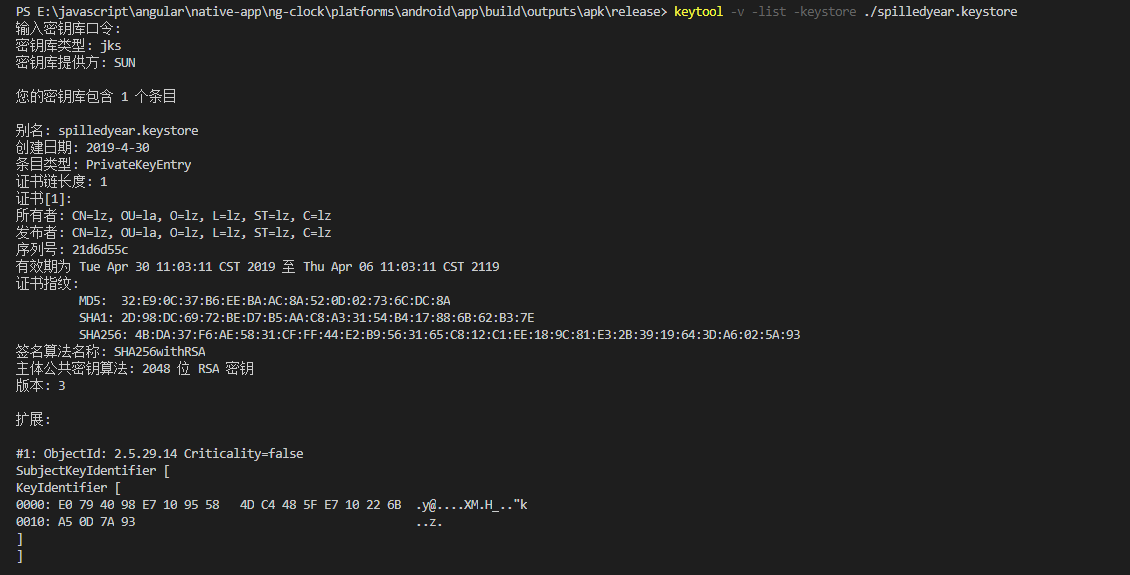 PS E:\javascript\angular\native-app\ng-clock\platforms\android\app\build\outputs\apk\release> keytool -v -list -keystore ./spilledyear.keystore
输入密钥库口令:
密钥库类型: jks
密钥库提供方: SUN
您的密钥库包含 1 个条目
别名: spilledyear.keystore
创建日期: 2019-4-30
条目类型: PrivateKeyEntry
证书链长度: 1
证书[1]:
所有者: CN=lz, OU=la, O=lz, L=lz, ST=lz, C=lz
发布者: CN=lz, OU=la, O=lz, L=lz, ST=lz, C=lz
序列号: 21d6d55c
有效期为 Tue Apr 30 11:03:11 CST 2019 至 Thu Apr 06 11:03:11 CST 2119
证书指纹:
MD5:  32:E9:0C:37:B6:EE:BA:AC:8A:52:0D:02:73:6C:DC:8A
SHA1: 2D:98:DC:69:72:BE:D7:B5:AA:C8:A3:31:54:B4:17:88:6B:62:B3:7E
SHA256: 4B:DA:37:F6:AE:58:31:CF:FF:44:E2:B9:56:31:65:C8:12:C1:EE:18:9C:81:E3:2B:39:19:64:3D:A6:02:5A:93
签名算法名称: SHA256withRSA
主体公共密钥算法: 2048 位 RSA 密钥
版本: 3
扩展:
#1: ObjectId: 2.5.29.14 Criticality=false
SubjectKeyIdentifier [
KeyIdentifier [
0000: E0 79 40 98 E7 10 95 58   4D C4 48 5F E7 10 22 6B  .y@....XM.H_.."k
0010: A5 0D 7A 93                                        ..z.
]
]